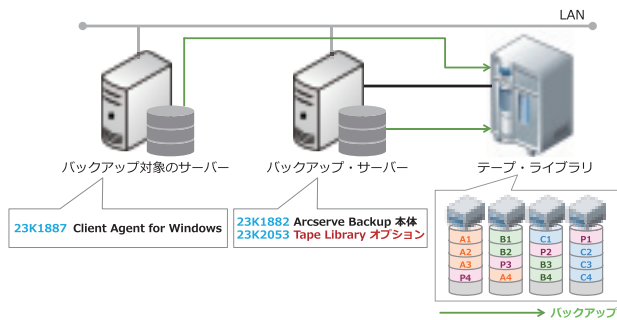 LAN
バックアップ対象のサーバー
バックアップ・サーバー
テープ・ライブラリ
23K1887 Client Agent for Windows
23K1882 Arcserve Backup 本体
23K2053 Tape Library オプション
A1 B1 C1 P1
A2 B2 P2 C2
A3 P3 B3 C3
P4 A4 B4 C4
バックアップ